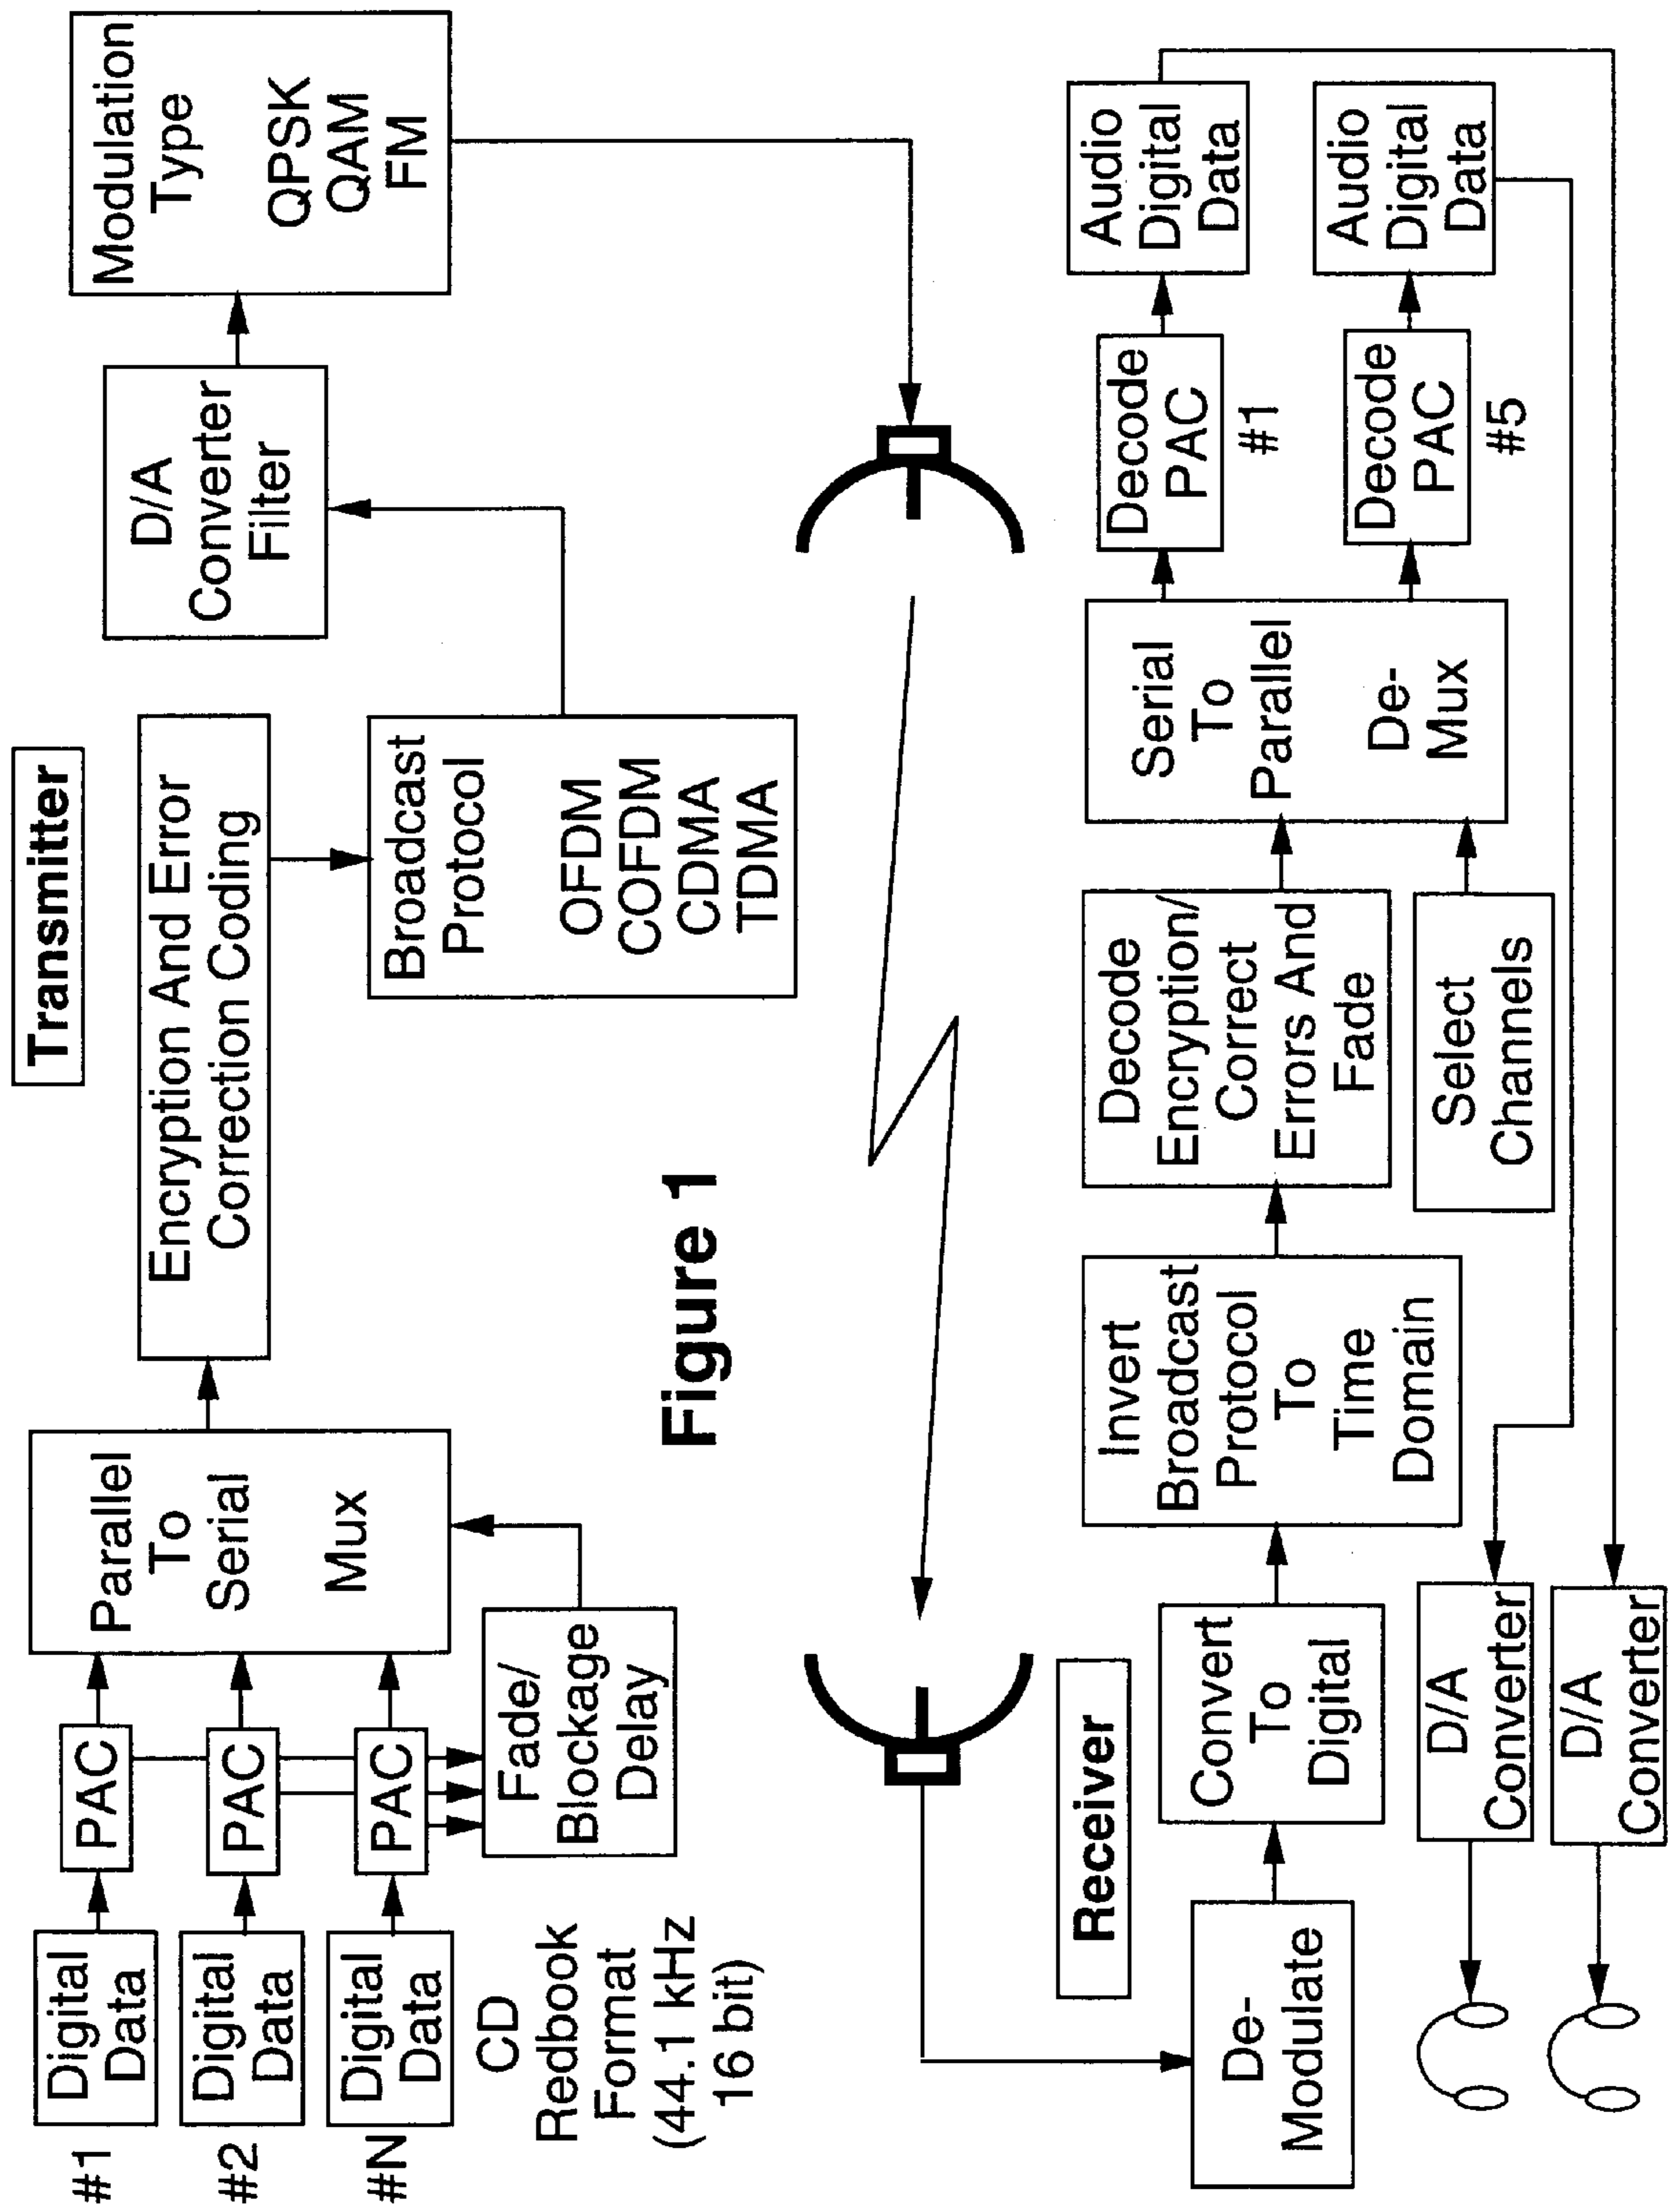 Transmitter
#1
Digital
Data
PAC
#2
Digital
Data
PAC
#N
Digital
Data
PAC
CD
Redbook
Format
(44.1 kHz
16 bit)
Fade/
Blockage
Delay
Parallel
To
Serial
Mux
Encryption And Error
Correction Coding
Broadcast
Protocol
OFDM
COFDM
CDMA
TDMA
D/A
Converter
Filter
Modulation
Type
QPSK
QAM
FM
Figure 1
Receiver
De-
Modulate
Convert
To
Digital
Invert
Broadcast
Protocol
To
Time
Domain
Decode
Encryption/
Correct
Errors And
Fade
Select
Channels
Serial
To
Parallel
De-
Mux
Decode
PAC
#1
Audio
Digital
Data
Decode
PAC
#5
Audio
Digital
Data
D/A
Converter
D/A
Converter